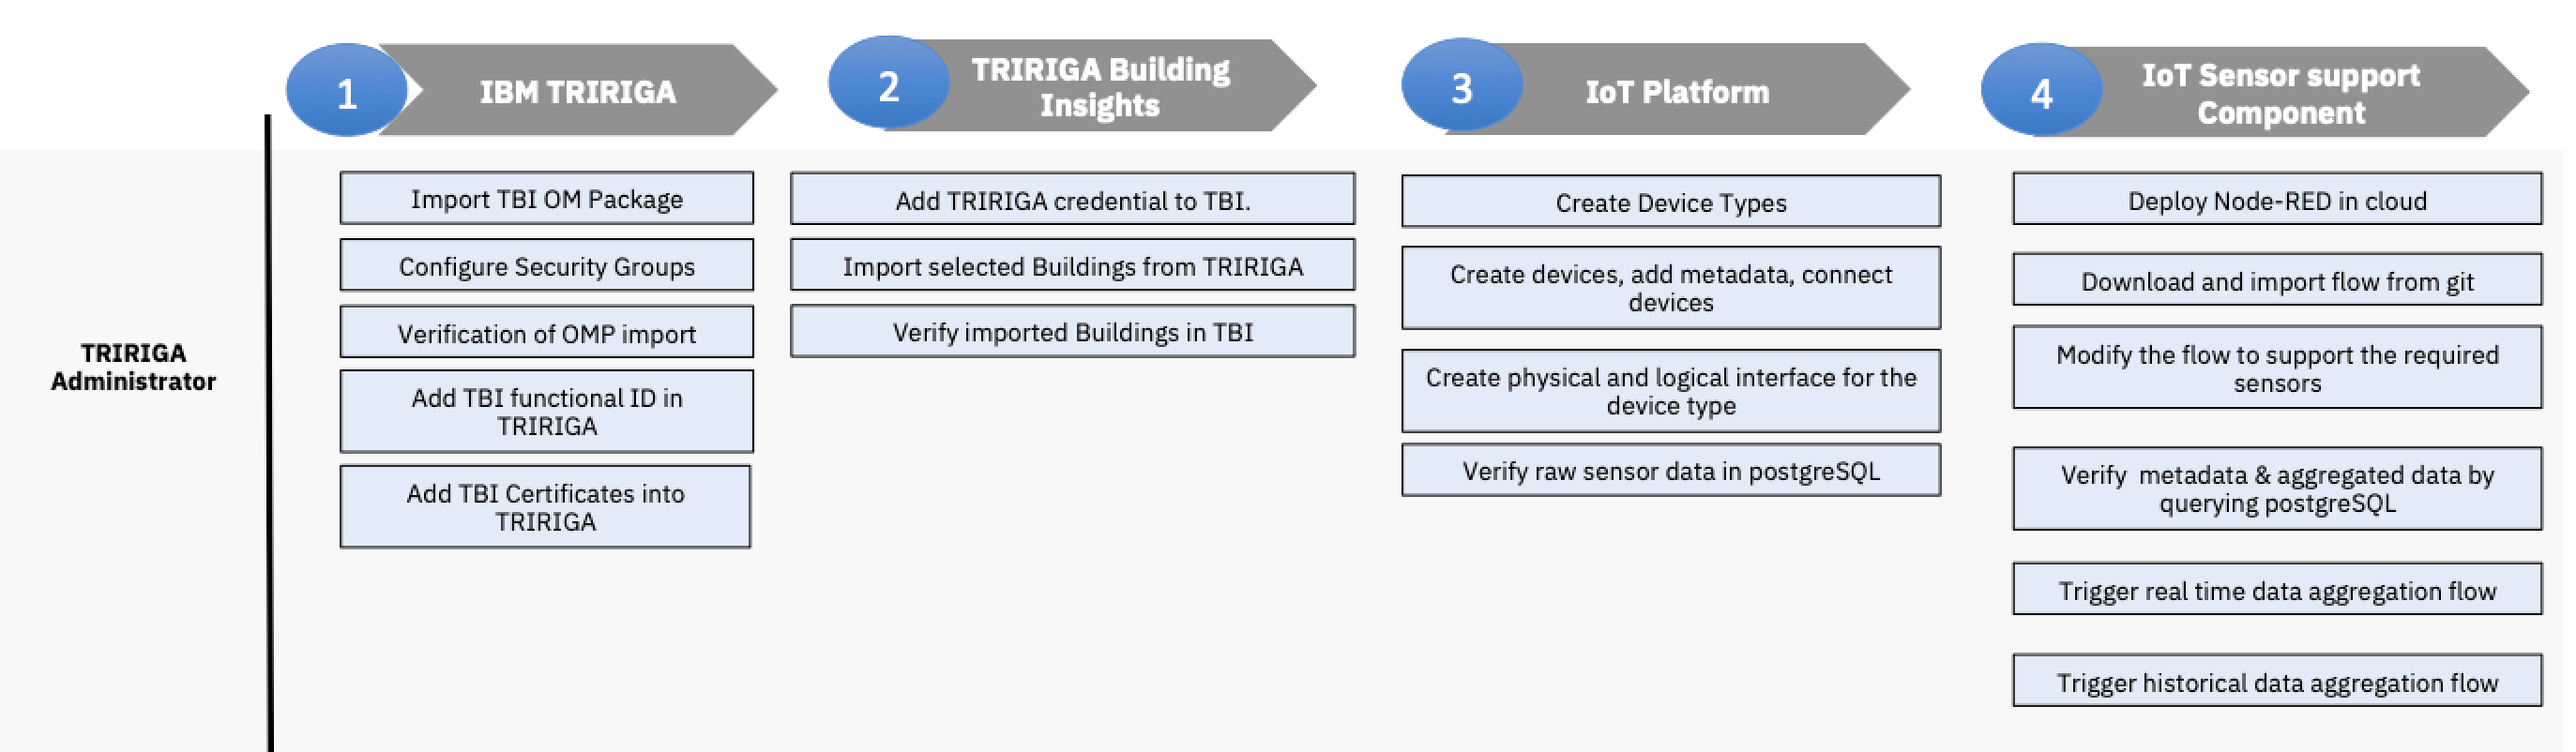 1
IBM TRIRIGA
2
TRIRIGA Building
Insights
3
IoT Platform
4
IoT Sensor support
Component
TRIRIGA
Administrator
Import TBI OM Package
Configure Security Groups
Verification of OMP import
Add TBI functional ID in
TRIRIGA
Add TBI Certificates into
TRIRIGA
Add TRIRIGA credential to TBI.
Import selected Buildings from TRIRIGA
Verify imported Buildings in TBI
Create Device Types
Create devices, add metadata, connect
devices
Create physical and logical interface for the
device type
Verify raw sensor data in postgreSQL
Deploy Node-RED in cloud
Download and import flow from git
Modify the flow to support the required
sensors
Verify  metadata & aggregated data by
querying postgreSQL
Trigger real time data aggregation flow
Trigger historical data aggregation flow